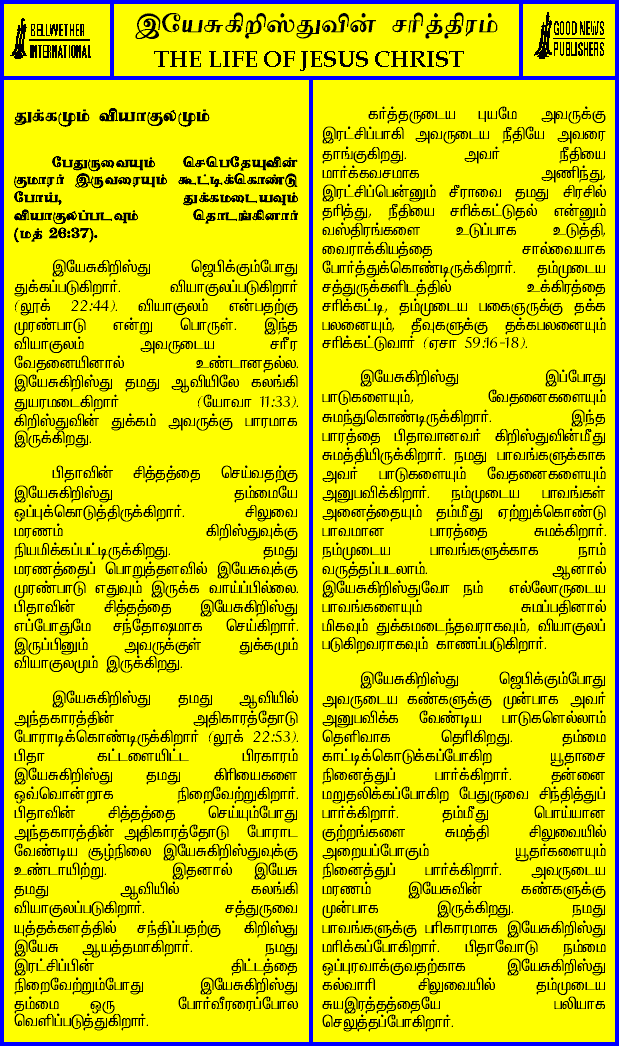 BELLWETHER
INTERNATIONAL
இயேசுகிறிஸ்துவின் சரித்திரம்
THE LIFE OF JESUS CHRIST
GOOD NEWS
PUBLISHERS
துக்கமும் வியாகுலமும்
பேதுருவையும் செபெதேயுவின்
குமாரர் இருவரையும் கூட்டிக்கொண்டு
போய், துக்கமடையவும்
வியாகுலப்படவும் தொடங்கினார்
(மத் 26:37).
இயேசுகிறிஸ்து ஜெபிக்கும்போது
துக்கப்படுகிறார். வியாகுலப்படுகிறார்
(லூக் 22:44). வியாகுலம் என்பதற்கு
முரண்பாடு என்று பொருள். இந்த
வியாகுலம் அவருடைய சரீர
வேதனையினால் உண்டானதல்ல.
இயேசுகிறிஸ்து தமது ஆவியிலே கலங்கி
துயரமடைகிறார் (யோவா 11:33).
கிறிஸ்துவின் துக்கம் அவருக்கு பாரமாக
இருக்கிறது.
பிதாவின் சித்தத்தை செய்வதற்கு
இயேசுகிறிஸ்து தம்மையே
ஒப்புக்கொடுத்திருக்கிறார். சிலுவை
மரணம் கிறிஸ்துவுக்கு
நியமிக்கப்பட்டிருக்கிறது. தமது
மரணத்தைப் பொறுத்தளவில் இயேசுவுக்கு
முரண்பாடு எதுவும் இருக்க வாய்ப்பில்லை.
பிதாவின் சித்தத்தை இயேசுகிறிஸ்து
எப்போதுமே சந்தோஷமாக செய்கிறார்.
இருப்பினும் அவருக்குள் துக்கமும்
வியாகுலமும் இருக்கிறது.
இயேசுகிறிஸ்து தமது ஆவியில்
அந்தகாரத்தின் அதிகாரத்தோடு
போராடிக்கொண்டிருக்கிறார் (லூக் 22:53).
பிதா கட்டளையிட்ட பிரகாரம்
இயேசுகிறிஸ்து தமது கிரியைகளை
ஒவ்வொன்றாக நிறைவேற்றுகிறார்.
பிதாவின் சித்தத்தை செய்யும்போது
அந்தகாரத்தின் அதிகாரத்தோடு போராட
வேண்டிய சூழ்நிலை இயேசுகிறிஸ்துவுக்கு
உண்டாயிற்று. இதனால் இயேசு
தமது ஆவியில் கலங்கி
வியாகுலப்படுகிறார். சத்துருவை
யுத்தக்களத்தில் சந்திப்பதற்கு கிறிஸ்து
இயேசு ஆயத்தமாகிறார். நமது
இரட்சிப்பின் திட்டத்தை
நிறைவேற்றும்போது இயேசுகிறிஸ்து
தம்மை ஒரு போர்வீரரைப்போல
வெளிப்படுத்துகிறார்.
கர்த்தருடைய புயமே அவருக்கு
இரட்சிப்பாகி அவருடைய நீதியே அவரை
தாங்குகிறது. அவர் நீதியை
மார்க்கவசமாக அணிந்து,
இரட்சிப்பென்னும் சீராவை தமது சிரசில்
தரித்து, நீதியை சரிக்கட்டுதல் என்னும்
வஸ்திரங்களை உடுப்பாக உடுத்தி,
வைராக்கியத்தை சால்வையாக
போர்த்துக்கொண்டிருக்கிறார். தம்முடைய
சத்துருக்களிடத்தில் உக்கிரத்தை
சரிக்கட்டி, தம்முடைய பகைஞருக்கு தக்க
பலனையும், தீவுகளுக்கு தக்கபலனையும்
சரிக்கட்டுவார் (ஏசா 59:16-18).
இயேசுகிறிஸ்து இப்போது
பாடுகளையும், வேதனைகளையும்
சுமந்துகொண்டிருக்கிறார். இந்த
பாரத்தை பிதாவானவர் கிறிஸ்துவின்மீது
சுமத்தியிருக்கிறார். நமது பாவங்களுக்காக
அவர் பாடுகளையும் வேதனைகளையும்
அனுபவிக்கிறார். நம்முடைய பாவங்கள்
அனைத்தையும் தம்மீது ஏற்றுக்கொண்டு
பாவமான பாரத்தை சுமக்கிறார்.
நம்முடைய பாவங்களுக்காக நாம்
வருத்தப்படலாம். ஆனால்
இயேசுகிறிஸ்துவோ நம் எல்லோருடைய
பாவங்களையும் சுமப்பதினால்
மிகவும் துக்கமடைந்தவராகவும், வியாகுலப்
படுகிறவராகவும் காணப்படுகிறார்.
இயேசுகிறிஸ்து ஜெபிக்கும்போது
அவருடைய கண்களுக்கு முன்பாக அவர்
அனுபவிக்க வேண்டிய பாடுகளெல்லாம்
தெளிவாக தெரிகிறது. தம்மை
காட்டிக்கொடுக்கப்போகிற யூதாசை
நினைத்துப் பார்க்கிறார். தன்னை
மறுதலிக்கப்போகிற பேதுருவை சிந்தித்துப்
பார்க்கிறார். தம்மீது பொய்யான
குற்றங்களை சுமத்தி சிலுவையில்
அறையப்போகும் யூதர்களையும்
நினைத்துப் பார்க்கிறார். அவருடைய
மரணம் இயேசுவின் கண்களுக்கு
முன்பாக இருக்கிறது. நமது
பாவங்களுக்கு பரிகாரமாக இயேசுகிறிஸ்து
மரிக்கப்போகிறார். பிதாவோடு நம்மை
ஒப்புரவாக்குவதற்காக இயேசுகிறிஸ்து
கல்வாரி சிலுவையில் தம்முடைய
சுயஇரத்தத்தையே பலியாக
செலுத்தப்போகிறார்.